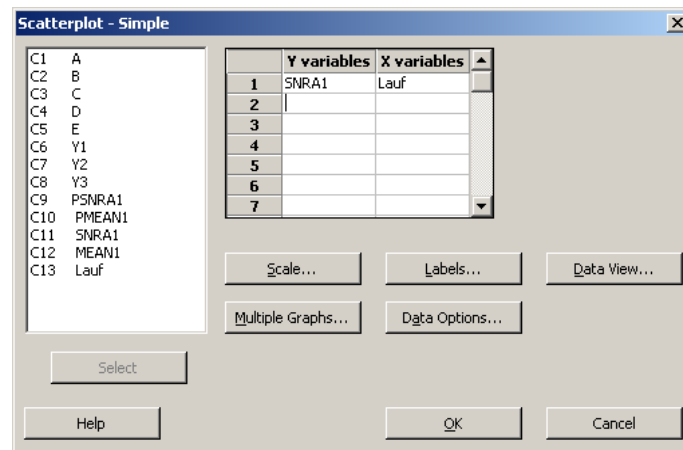 Scatterplot - Simple
C1 A
C2 B
C3 C
C4 D
C5 E
C6 Y1
C7 Y2
C8 Y3
C9 PSNRA1
C10 PMEAN1
C11 SNRA1
C12 MEAN1
C13 Lauf
Y variables X variables
1 SNRA1 Lauf
2
3
4
5
6
7
Scale... Labels... Data View...
Multiple Graphs... Data Options...
Select
Help OK Cancel